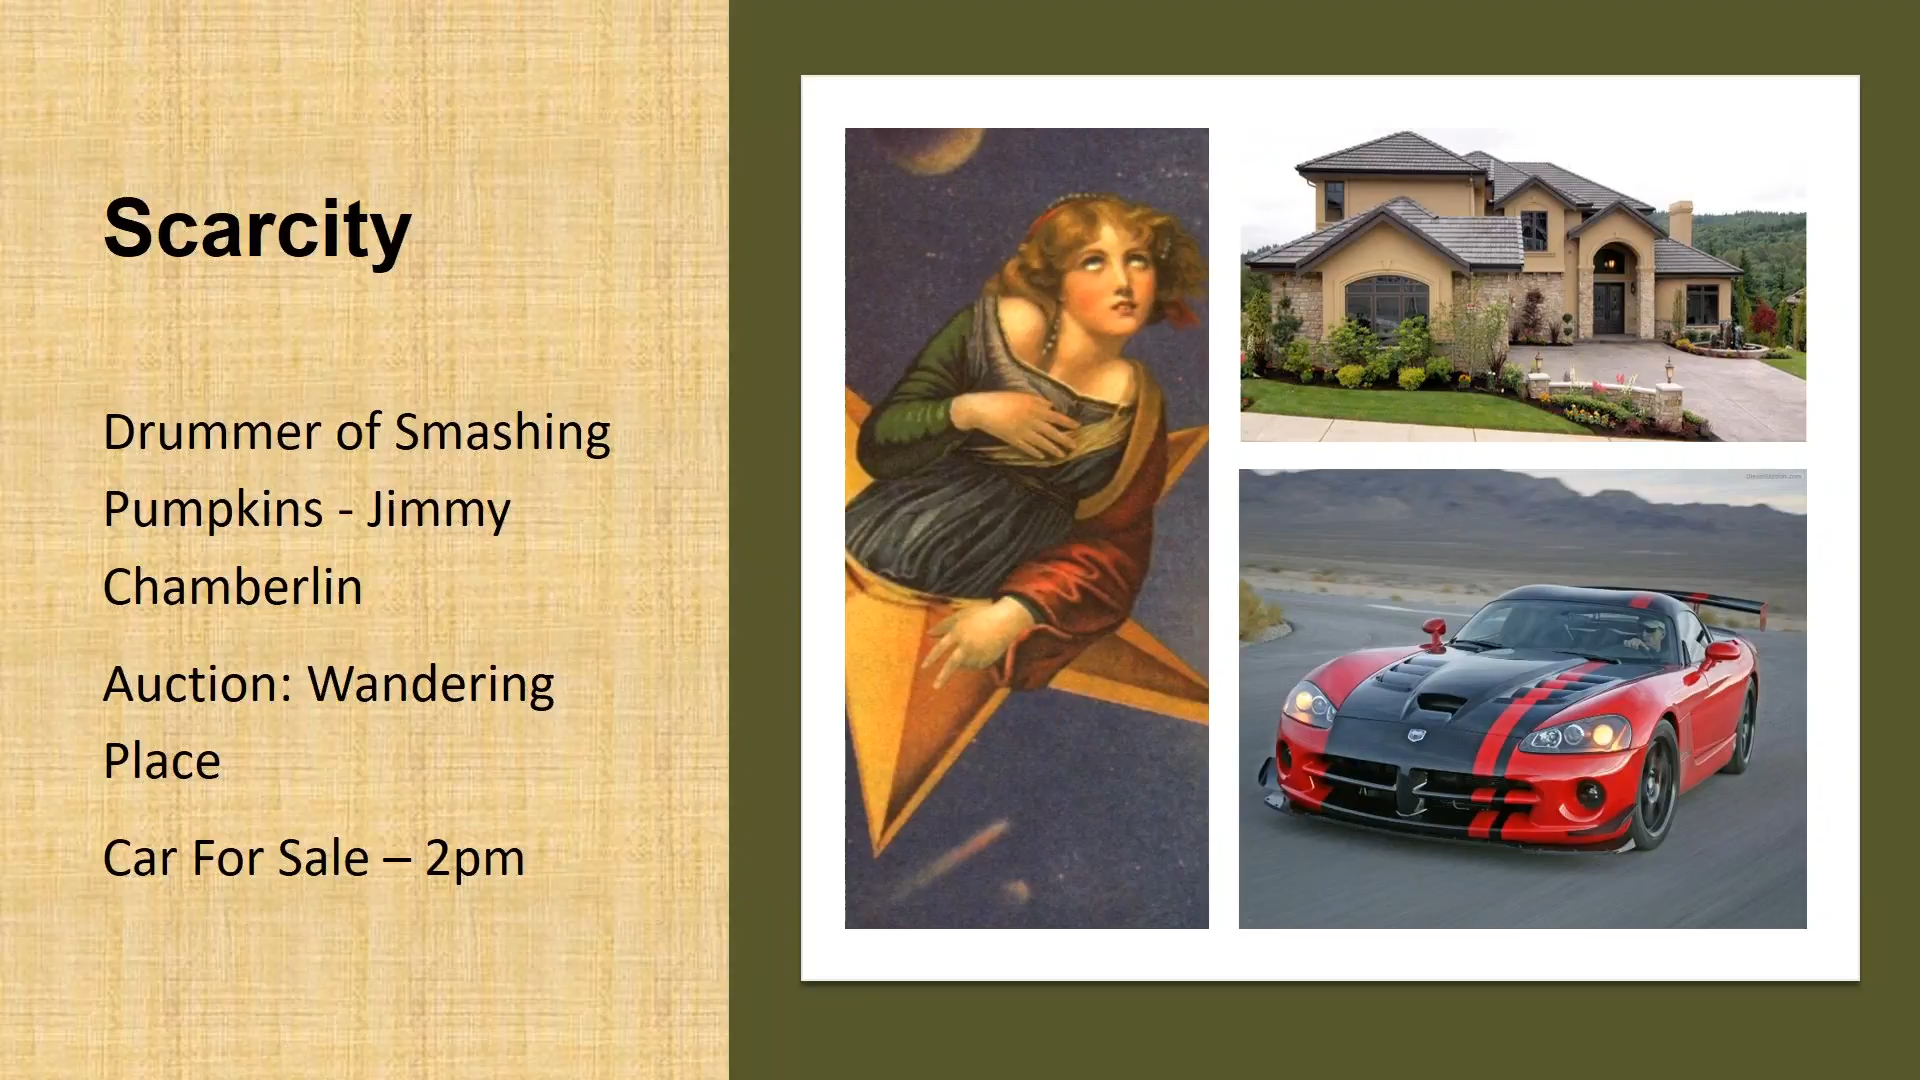 Scarcity
Drummer of Smashing
Pumpkins - Jimmy
Chamberlin
Auction: Wandering
Place
Car For Sale – 2pm